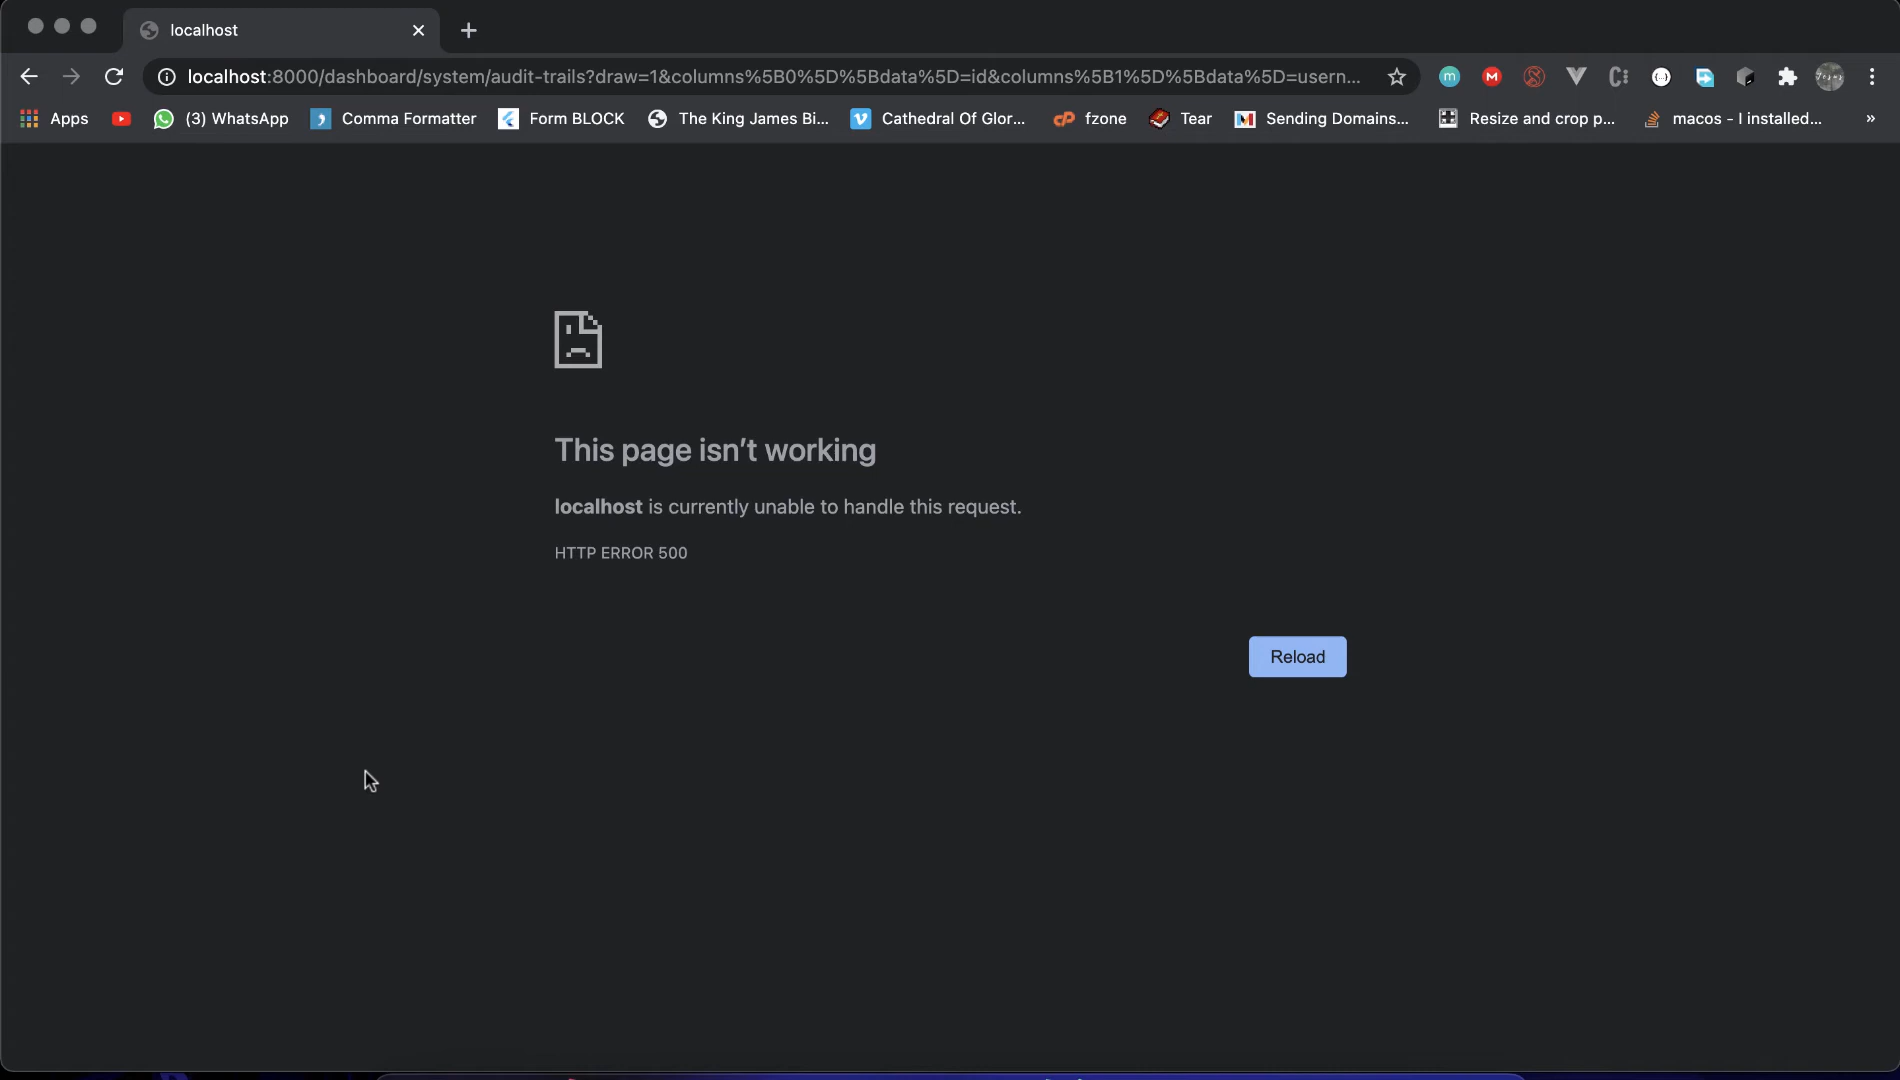 localhost
localhost:8000/dashboard/system/audit-trails?draw=1&columns%5B0%5D%5Bdata%5D=id&columns%5B1%5D%5Bdata%5D=usern...
Apps (3) WhatsApp Comma Formatter Form BLOCK The King James Bi... Cathedral Of Glor... fzone Tear Sending Domains... Resize and crop p... macos - I installed... »
This page isn’t working
localhost is currently unable to handle this request.
HTTP ERROR 500
Reload